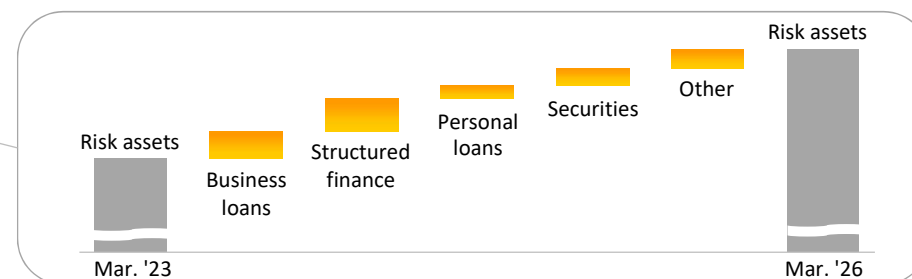 Risk assets
Business
loans
Structured
finance
Personal
loans
Securities
Other
Risk assets
Mar. '23
Mar. '26